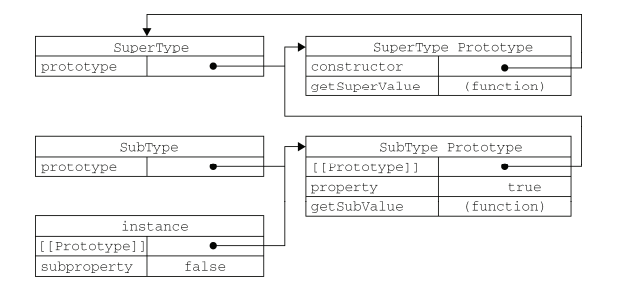 SuperType
prototype
SuperType Prototype
constructor
getSuperValue (function)
SubType
prototype
SubType Prototype
[[Prototype]]
property true
getSubValue (function)
instance
[[Prototype]]
subproperty false